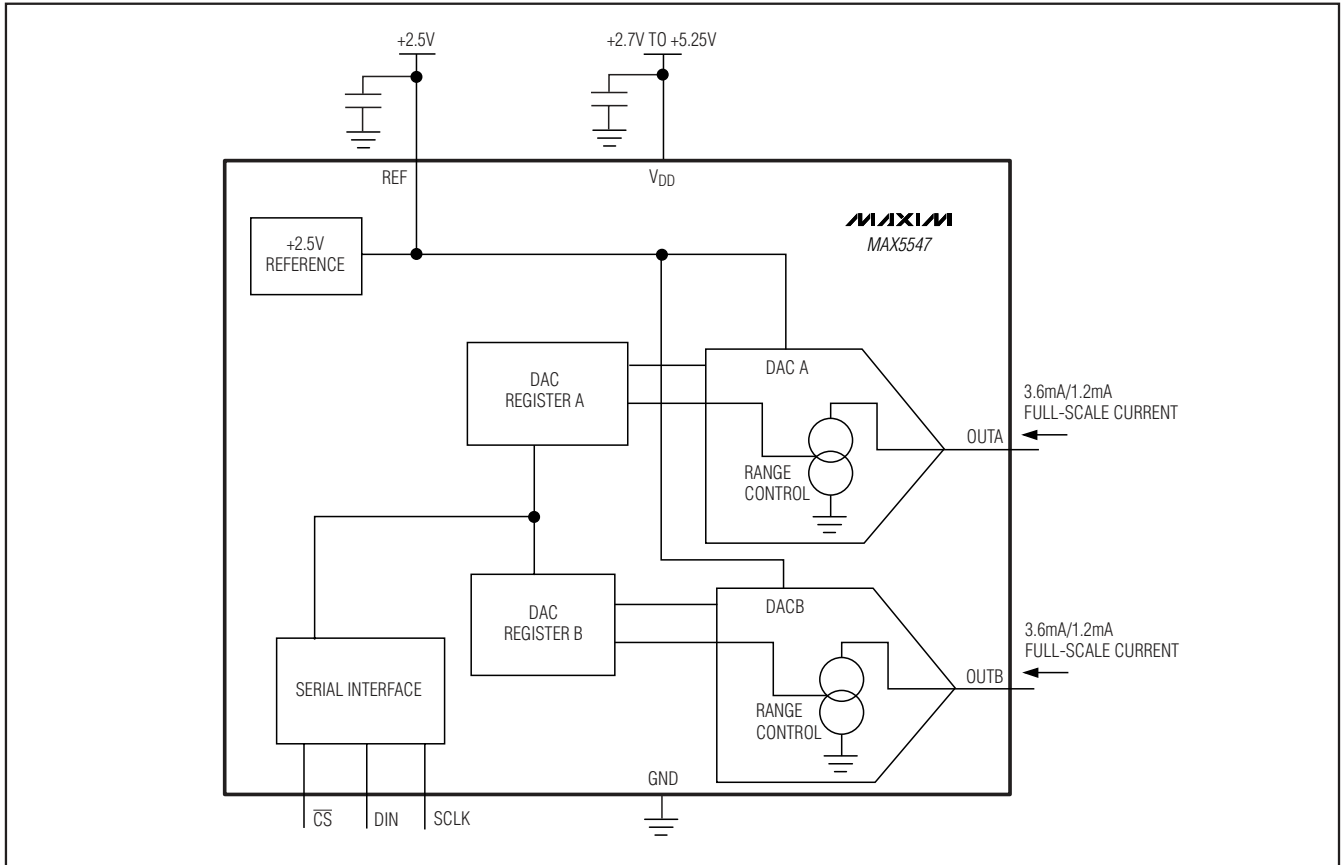 +2.5V
+2.7V TO +5.25V
REF
VDD
MAXIM
MAX5547
+2.5V
REFERENCE
DAC
REGISTER A
DAC A
RANGE
CONTROL
OUTA
3.6mA/1.2mA
FULL-SCALE CURRENT
DAC
REGISTER B
DACB
RANGE
CONTROL
OUTB
3.6mA/1.2mA
FULL-SCALE CURRENT
SERIAL INTERFACE
GND
C̅S̅
DIN
SCLK